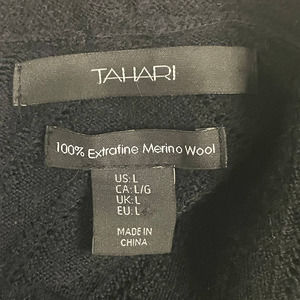 TAHARI
100% Extrafine Merino Wool
US: L
CA: L/G
UK: L
EU: L
MADE IN
CHINA